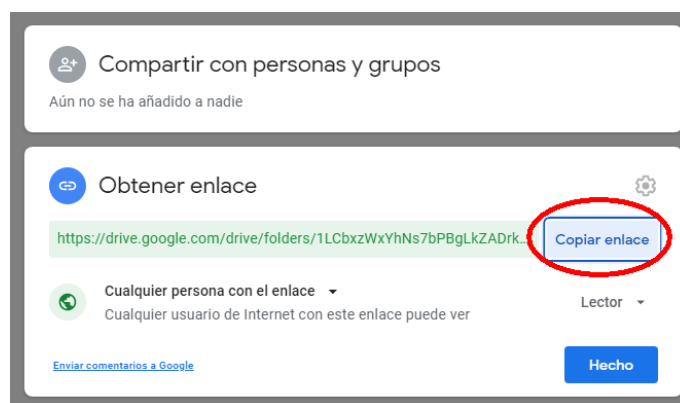 Compartir con personas y grupos
Aún no se ha añadido a nadie
Obtener enlace
https://drive.google.com/drive/folders/1LCbxzWxYhNs7bPBgLkZADrk...
Copiar enlace
Cualquier persona con el enlace
Lector
Cualquier usuario de Internet con este enlace puede ver
Enviar comentarios a Google
Hecho